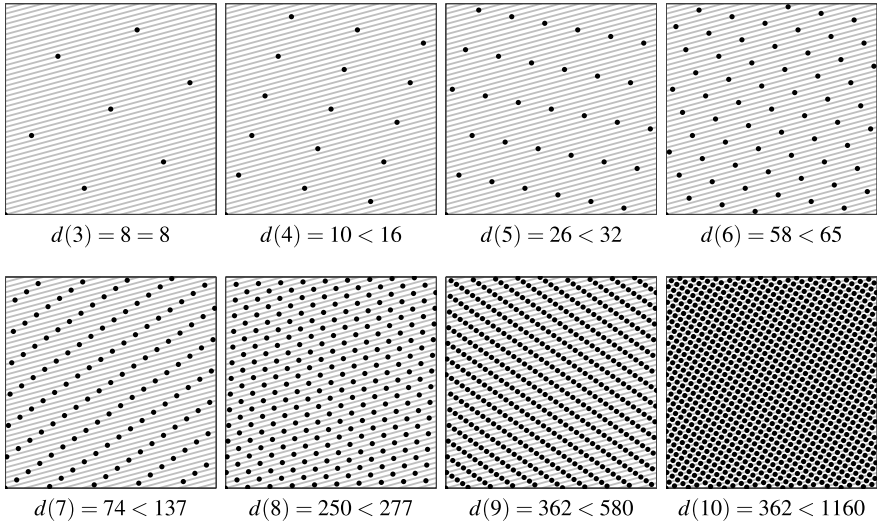 d(3) = 8 = 8
d(4) = 10 < 16
d(5) = 26 < 32
d(6) = 58 < 65
d(7) = 74 < 137
d(8) = 250 < 277
d(9) = 362 < 580
d(10) = 362 < 1160